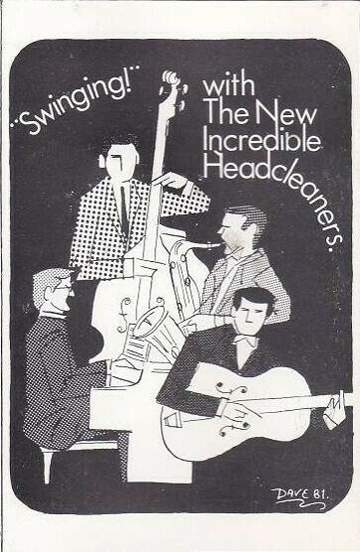 "Swinging!"
with
The New
Incredible
Headcleaners.
DAVE 81.